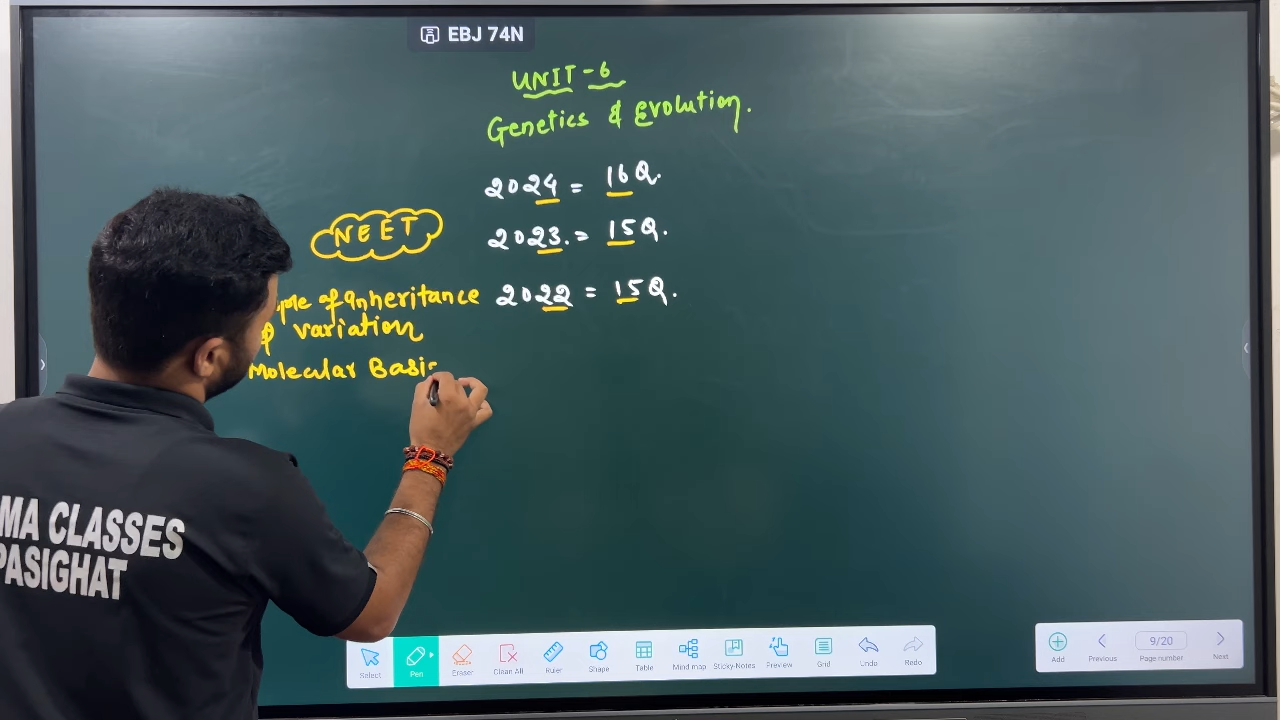 EBJ 74N
UNIT-6
Genetics & Evolution.
2024 = 16Q.
NEET
2023. = 15Q.
of inheritance
2022 = 15Q.
& variation
Molecular Basis
MA CLASSES
PASIGHAT
Select
Pen
Eraser
Clean All
Ruler
Shape
Table
Mind map
Sticky-Notes
Preview
Grid
Undo
Redo
Add
Previous
9/20
Page number
Next